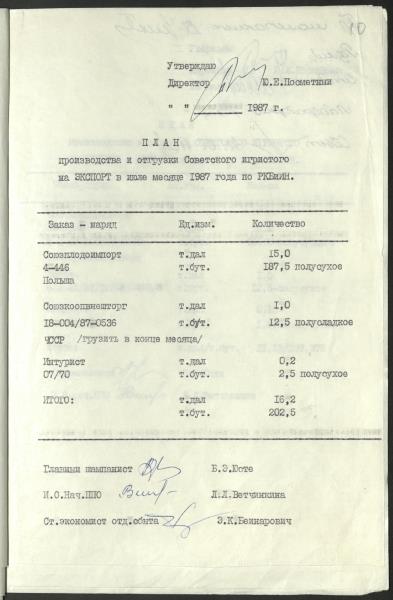 Утверждаю
Директор Ю.Е.Посметный
" " 1987 г.
ПЛАН
производства и отгрузки Советского игристого
на ЭКСПОРТ в июле месяце 1987 года по РКБиИН.
Заказ - наряд Ед.изм. Количество
Союзплодоимпорт т.дал 15,0
4-446 т.бут. 187,5 полусухое
Польша
Союзкоопвнешторг т.дал 1,0
18-004/87-0536 т.бут. 12,5 полусладкое
ЧССР /грузить в конце месяца/
Интурист т.дал 0,2
07/70 т.бут. 2,5 полусухое
ИТОГО: т.дал 16,2
т.бут. 202,5
Главный шампанист Б.Э.Юсте
И.О.Нач.ППО Л.Л.Ветчинкина
Ст.экономист отд.сбыта Э.К.Бейнарович